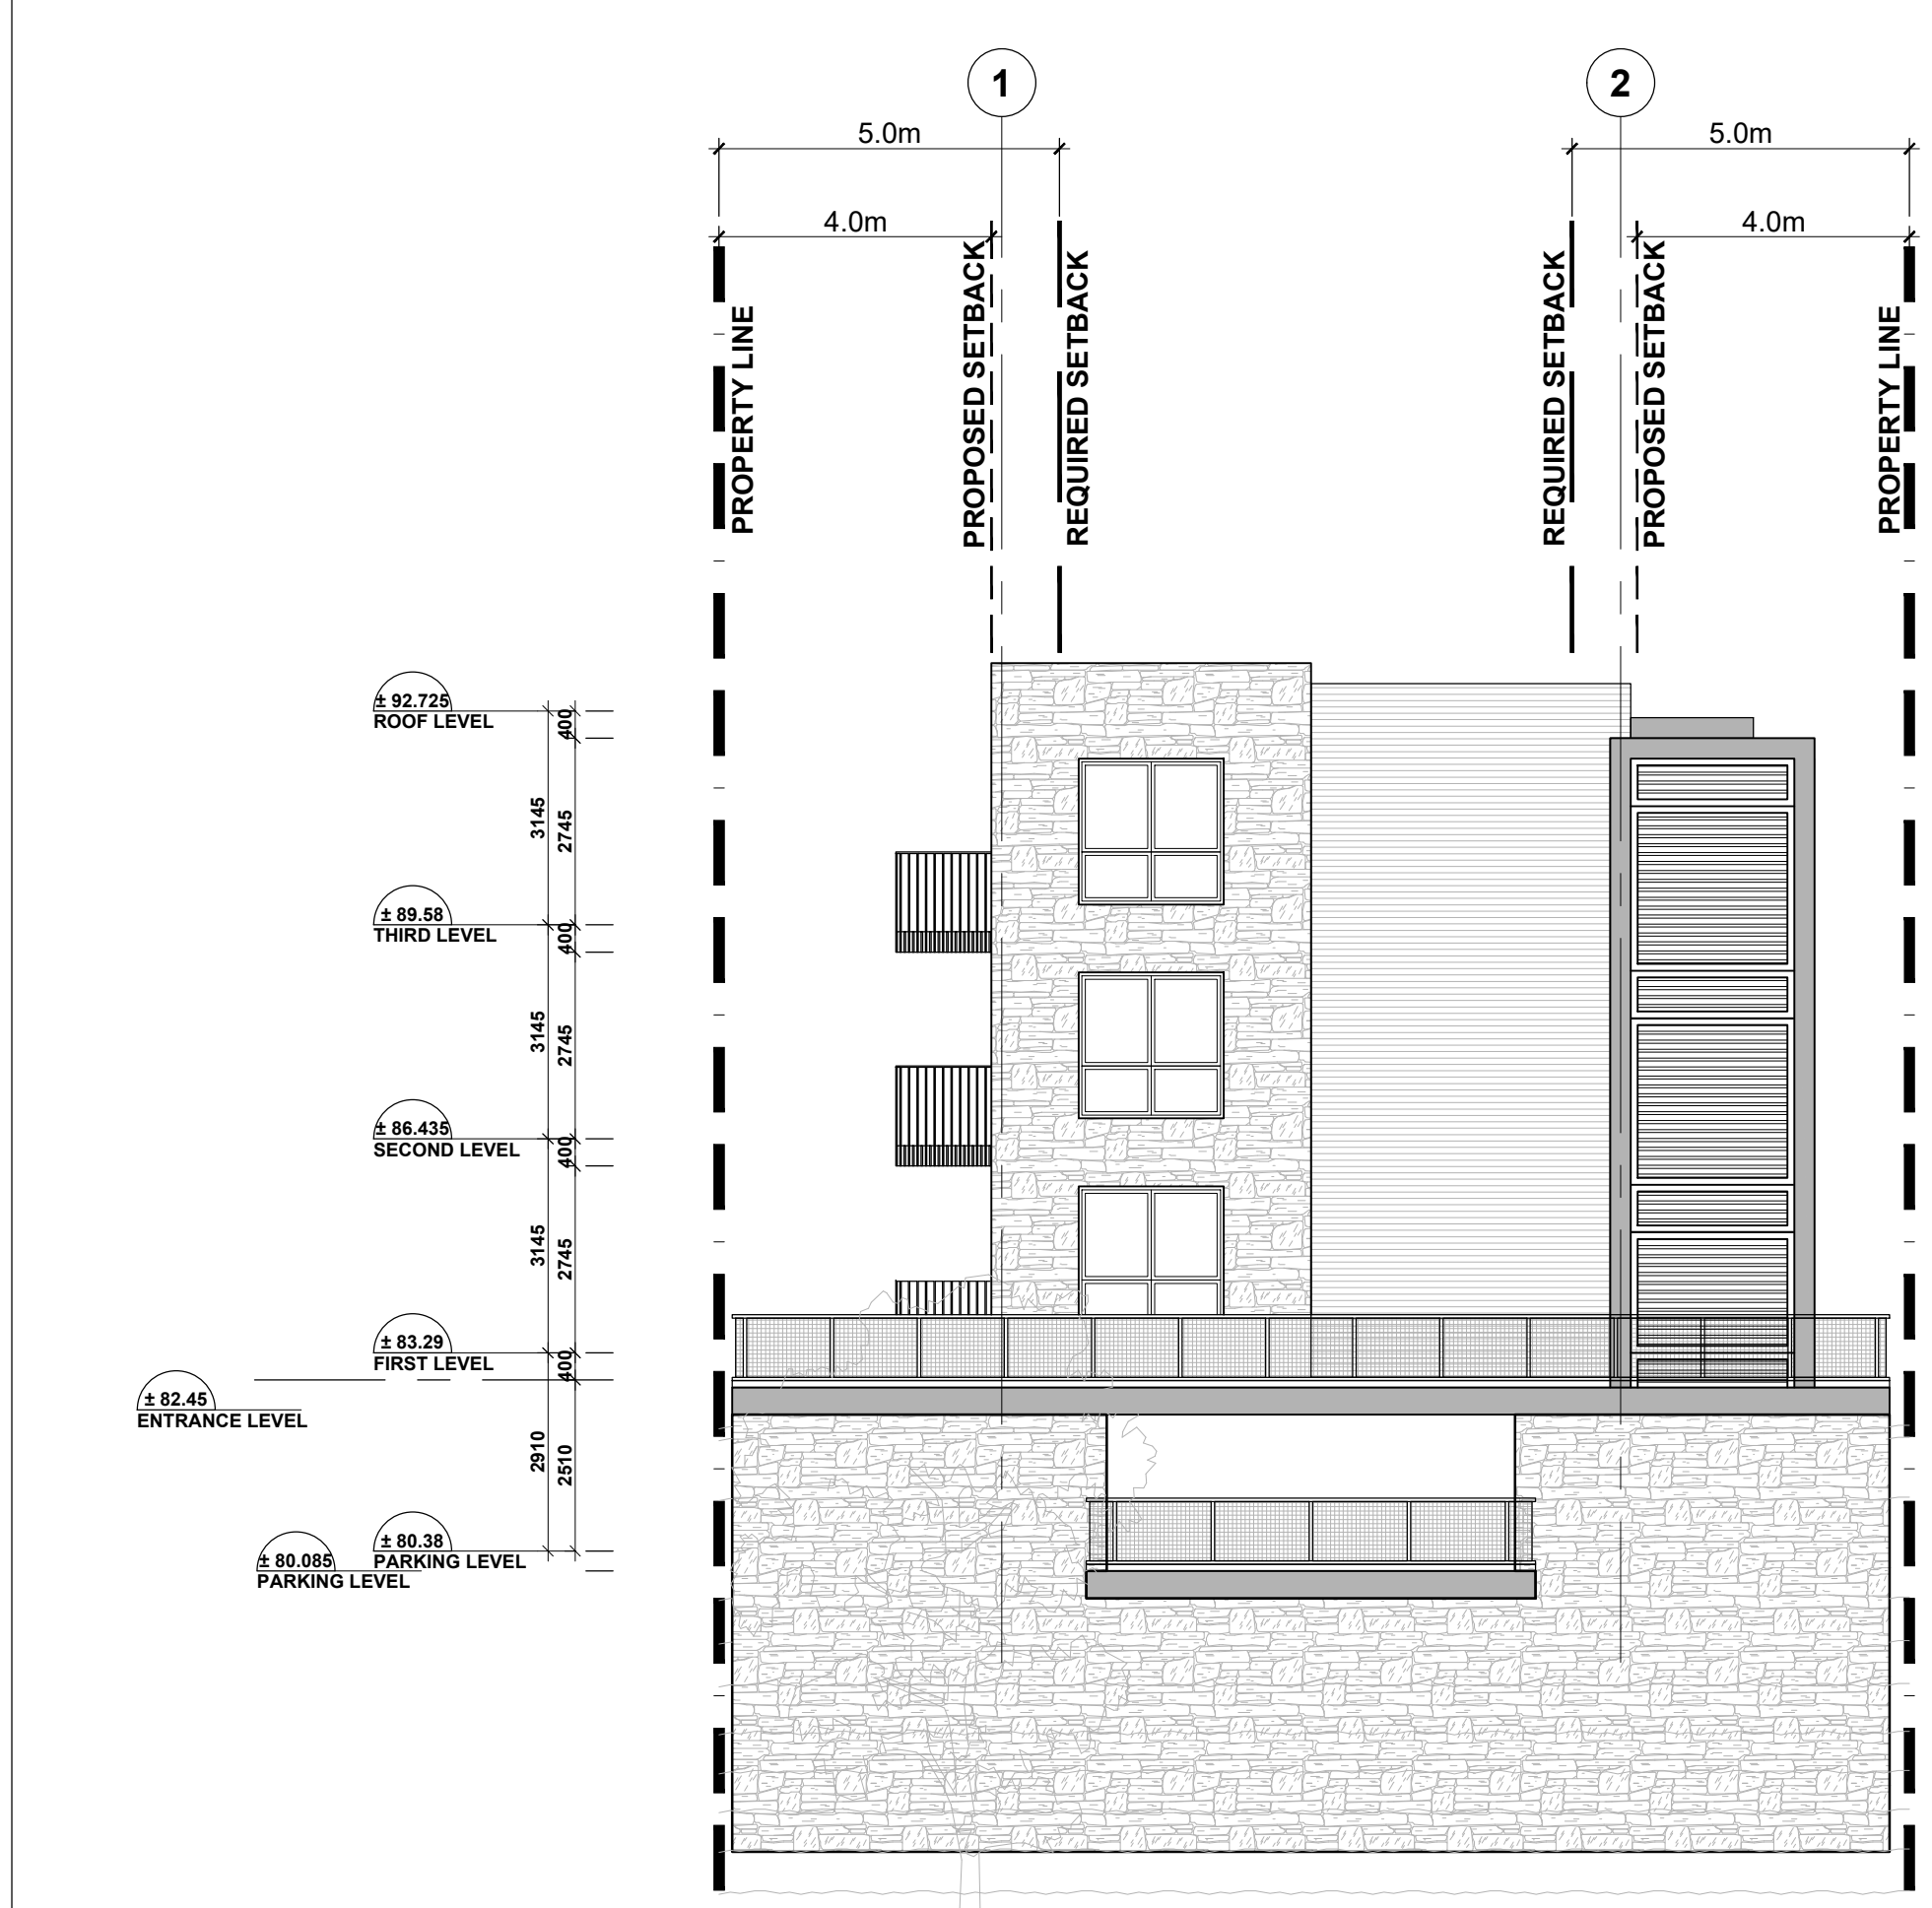 1
2
5.0m
5.0m
4.0m
4.0m
PROPERTY LINE
PROPOSED SETBACK
REQUIRED SETBACK
REQUIRED SETBACK
PROPOSED SETBACK
PROPERTY LINE
± 92.725
ROOF LEVEL
400
3145
2745
± 89.58
THIRD LEVEL
400
3145
2745
± 86.435
SECOND LEVEL
400
3145
2745
± 83.29
FIRST LEVEL
400
± 82.45
ENTRANCE LEVEL
2910
2510
± 80.38
PARKING LEVEL
± 80.085
PARKING LEVEL